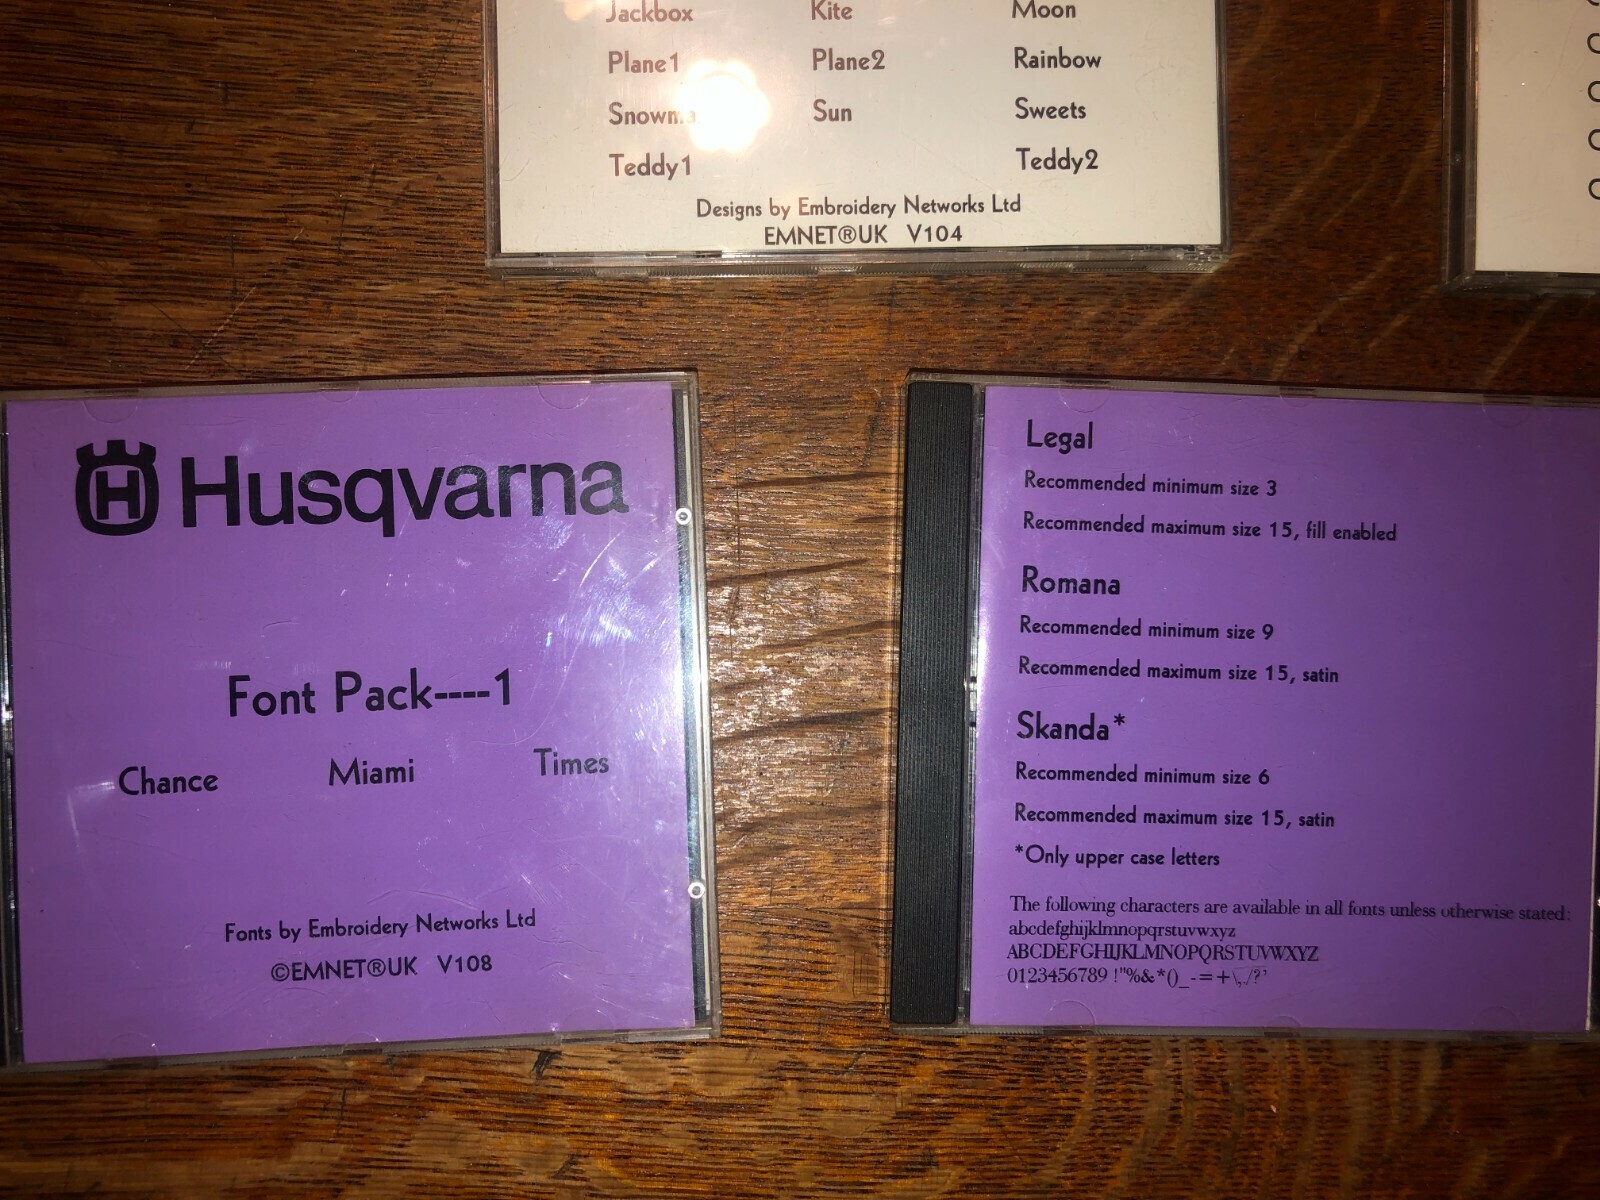 Jackbox Kite Moon
Plane1 Plane2 Rainbow
Sun Sweets
Teddy1 Teddy2
Designs by Embroidery Networks Ltd
EMNET®UK V104
H Husqvarna
Font Pack----1
Chance Miami Times
Fonts by Embroidery Networks Ltd
©EMNET®UK V108
Legal
Recommended minimum size 3
Recommended maximum size 15, fill enabled
Romana
Recommended minimum size 9
Recommended maximum size 15, satin
Skanda*
Recommended minimum size 6
Recommended maximum size 15, satin
*Only upper case letters
The following characters are available in all fonts unless otherwise stated:
abcdefghijklmnopqrstuvwxyz
ABCDEFGHIJKLMNOPQRSTUVWXYZ
0123456789 !"%&*()_-=+\,./?'